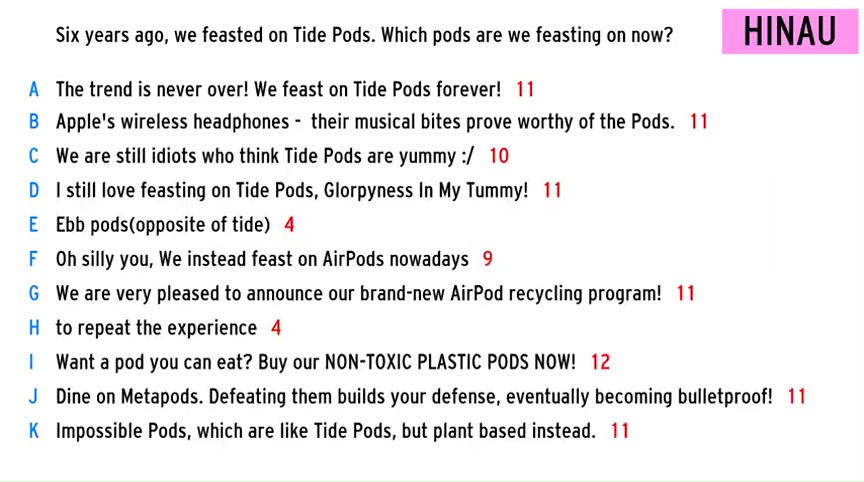 Six years ago, we feasted on Tide Pods. Which pods are we feasting on now?
HINAU
A The trend is never over! We feast on Tide Pods forever! 11
B Apple's wireless headphones - their musical bites prove worthy of the Pods. 11
C We are still idiots who think Tide Pods are yummy :/ 10
D I still love feasting on Tide Pods, Glorpyness In My Tummy! 11
E Ebb pods(opposite of tide) 4
F Oh silly you, We instead feast on AirPods nowadays 9
G We are very pleased to announce our brand-new AirPod recycling program! 11
H to repeat the experience 4
I Want a pod you can eat? Buy our NON-TOXIC PLASTIC PODS NOW! 12
J Dine on Metapods. Defeating them builds your defense, eventually becoming bulletproof! 11
K Impossible Pods, which are like Tide Pods, but plant based instead. 11